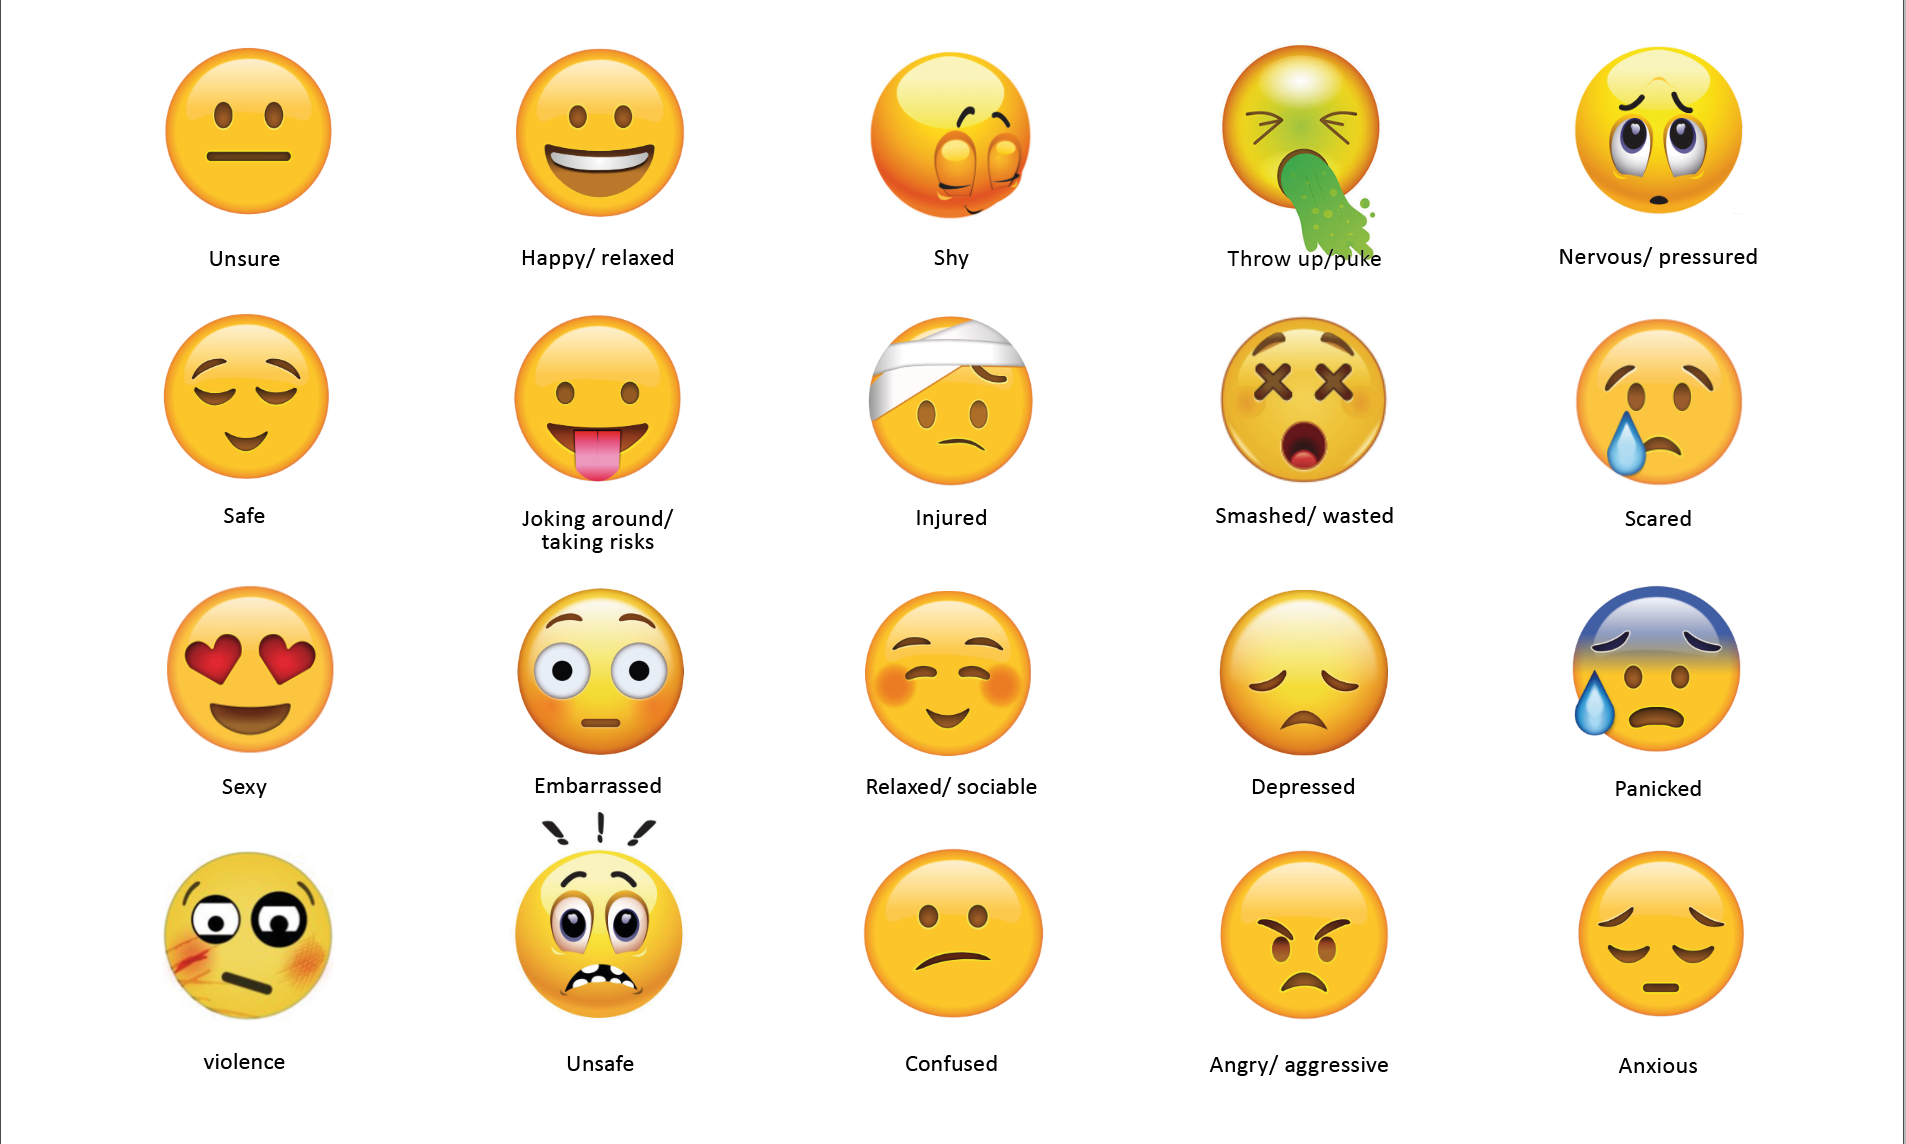 Unsure
Happy/ relaxed
Shy
Throw up/puke
Nervous/ pressured
Safe
Joking around/
taking risks
Injured
Smashed/ wasted
Scared
Sexy
Embarrassed
Relaxed/ sociable
Depressed
Panicked
violence
Unsafe
Confused
Angry/ aggressive
Anxious